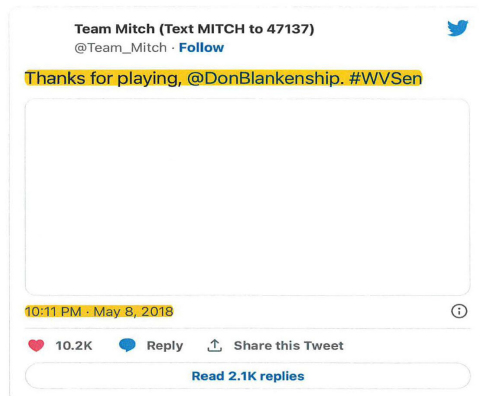 Team Mitch (Text MITCH to 47137)
@Team_Mitch · Follow
Thanks for playing, @DonBlankenship. #WVSen
10:11 PM · May 8, 2018
10.2K Reply Share this Tweet
Read 2.1K replies